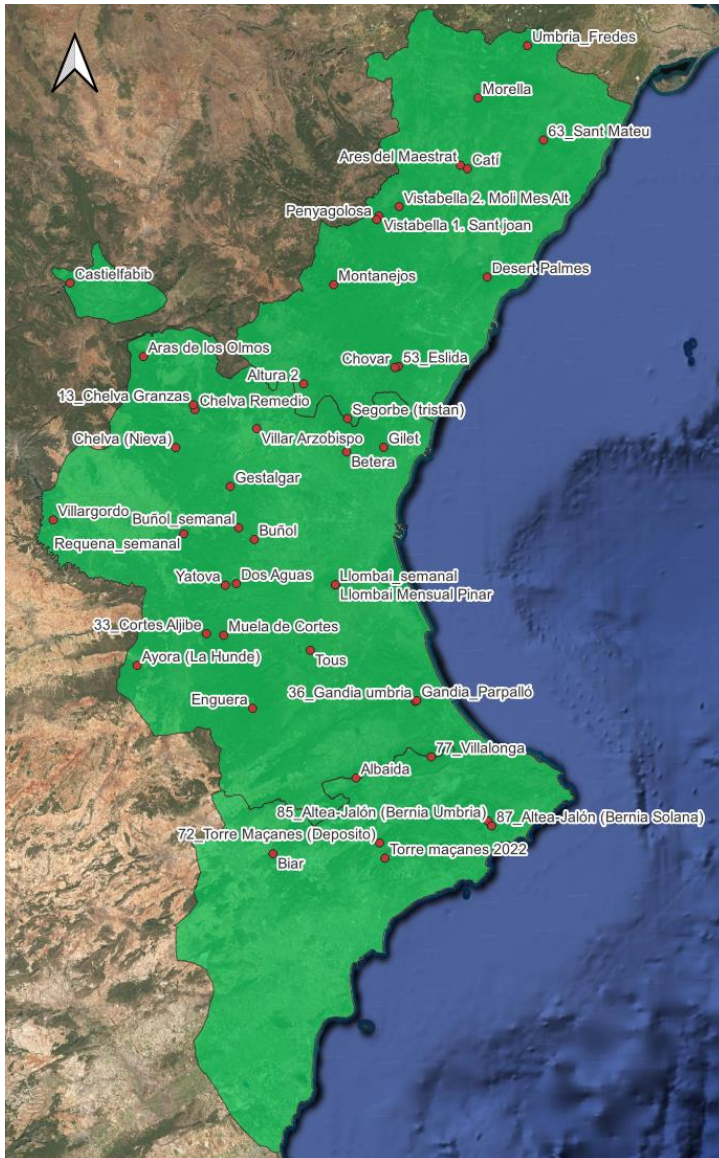 Umbria_Fredes
Morella
63_Sant Mateu
Ares del Maestrat
Catí
Vistabella 2. Moli Mes Alt
Penyagolosa
Vistabella 1. Sant joan
Castielfabib
Montanejos
Desert Palmes
Aras de los Olmos
Chovar
53_Eslida
Altura 2
13_Chelva Granzas
Chelva Remedio
Segorbe (tristan)
Chelva (Nieva)
Villar Arzobispo
Gilet
Betera
Gestalgar
Villargordo
Buñol_semanal
Buñol
Requena_semanal
Yatova
Dos Aguas
Llombai_semanal
Llombai Mensual Pinar
33_Cortes Aljibe
Muela de Cortes
Ayora (La Hunde)
Tous
Enguera
36_Gandia umbria
Gandia_Parpalló
77_Villalonga
Albaida
85_Altea-Jalón (Bernia Umbria)
87_Altea-Jalón (Bernia Solana)
72_Torre Maçanes (Deposito)
Torre maçanes 2022
Biar